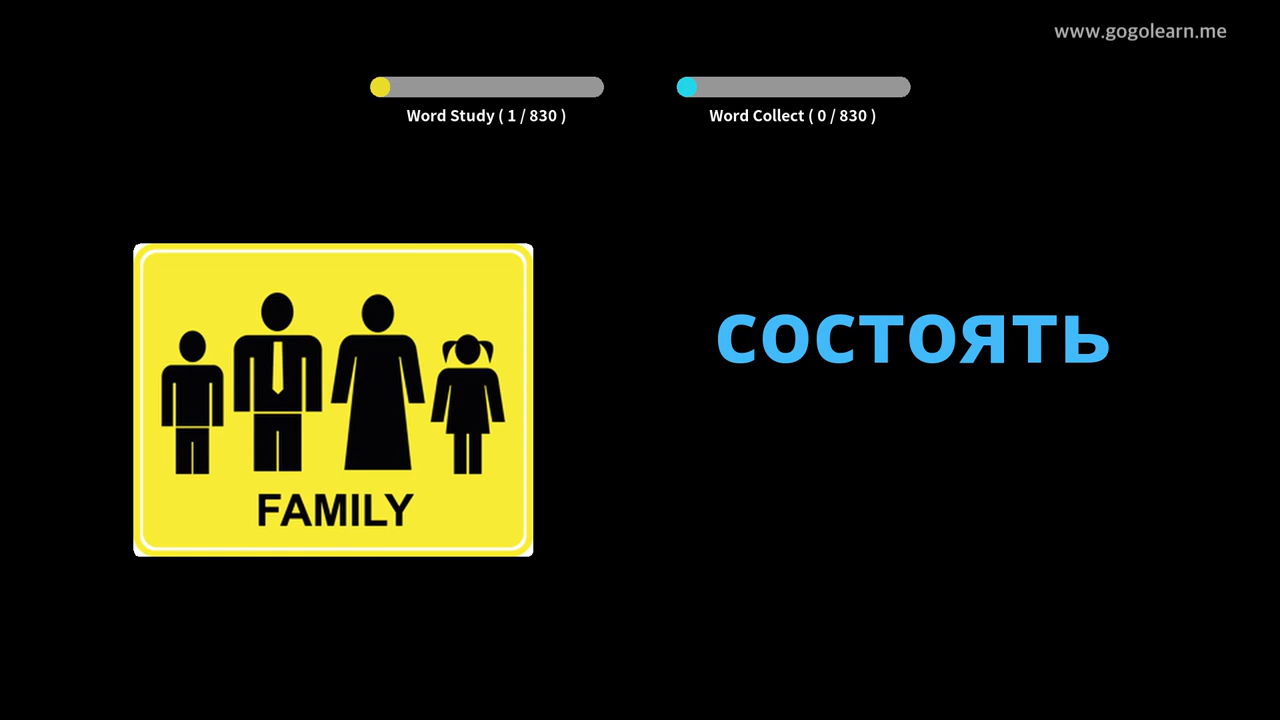 www.gogolearn.me
Word Study ( 1 / 830 )
Word Collect ( 0 / 830 )
состоять
FAMILY